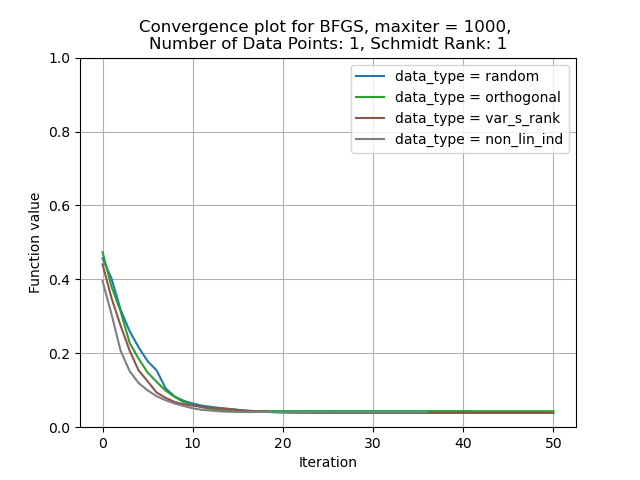 Convergence plot for BFGS, maxiter = 1000,
Number of Data Points: 1, Schmidt Rank: 1
data_type = random
data_type = orthogonal
data_type = var_s_rank
data_type = non_lin_ind
1.0
0.8
0.6
0.4
0.2
0.0
Function value
0 10 20 30 40 50
Iteration